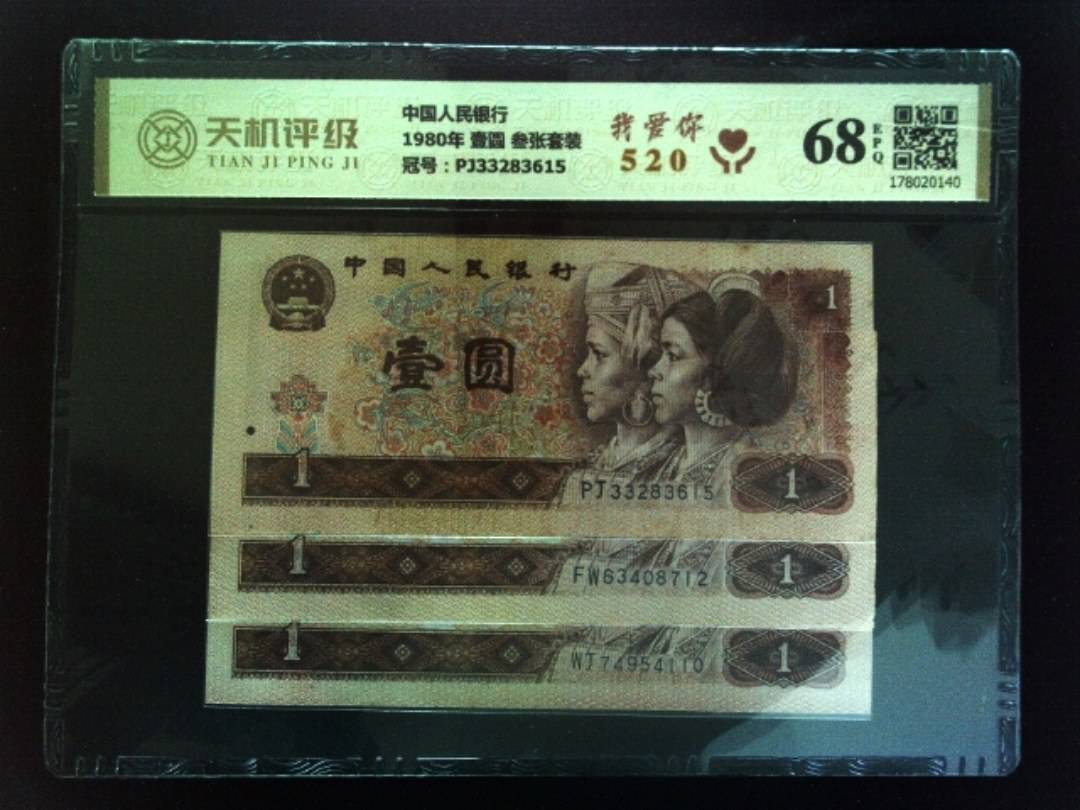 天机评级
TIAN JI PING JI
中国人民银行
1980年 壹圆 叁张套装
冠号：PJ33283615
我爱你
520
68
EPQ
178020140
中国人民银行
1
壹圆
1
PJ33283615
1
1
FW63408712
1
1
WJ74954110
1